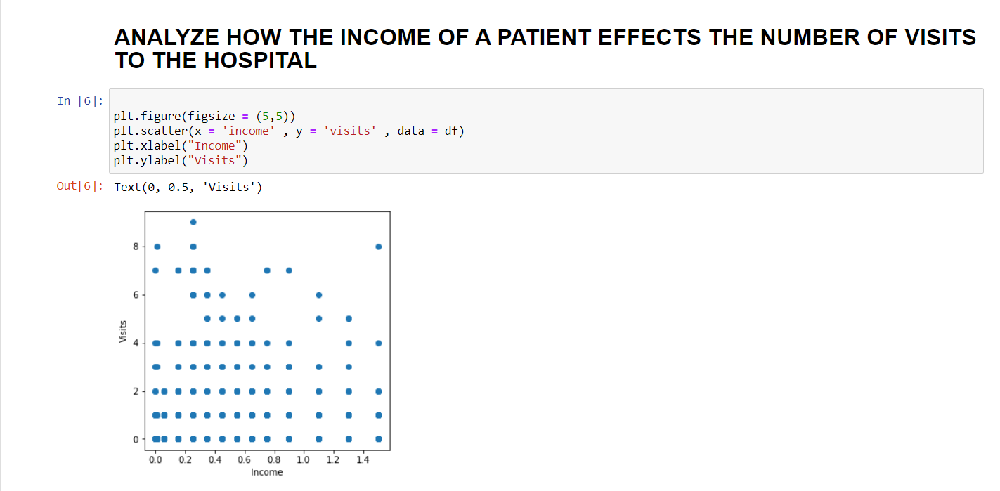 ANALYZE HOW THE INCOME OF A PATIENT EFFECTS THE NUMBER OF VISITS
TO THE HOSPITAL
In [6]:
plt.figure(figsize = (5,5))
plt.scatter(x = 'income' , y = 'visits' , data = df)
plt.xlabel("Income")
plt.ylabel("Visits")
Out[6]: Text(0, 0.5, 'Visits')
8
6
4
2
0
Visits
0.0 0.2 0.4 0.6 0.8 1.0 1.2 1.4
Income